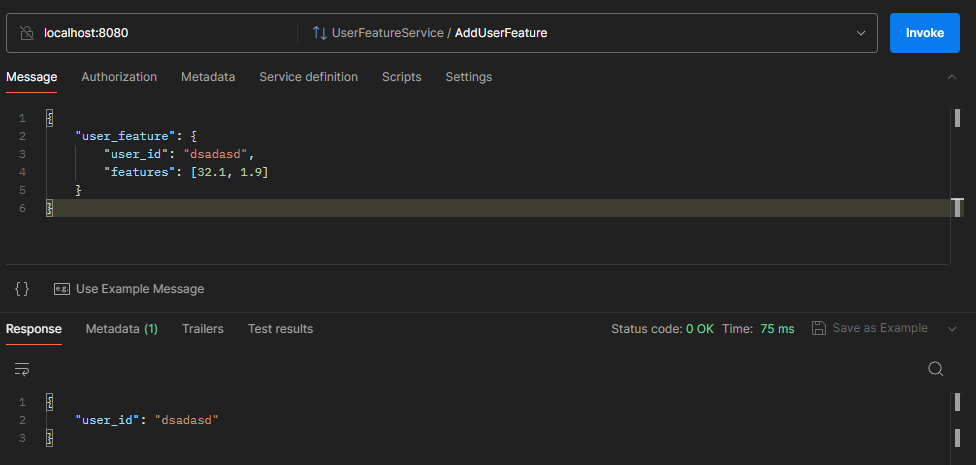 localhost:8080 UserFeatureService / AddUserFeature Invoke
Message Authorization Metadata Service definition Scripts Settings
1 {
2 "user_feature": {
3 "user_id": "dsadasd",
4 "features": [32.1, 1.9]
5 }
6 }
{} e.g. Use Example Message
Response Metadata (1) Trailers Test results Status code: 0 OK Time: 75 ms Save as Example
1 {
2 "user_id": "dsadasd"
3 }